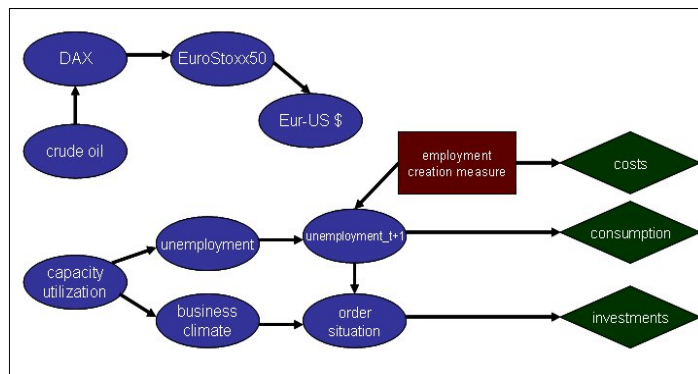 DAX
EuroStoxx50
Eur-US $
crude oil
employment
creation measure
costs
unemployment
unemployment_t+1
consumption
capacity
utilization
business
climate
order
situation
investments